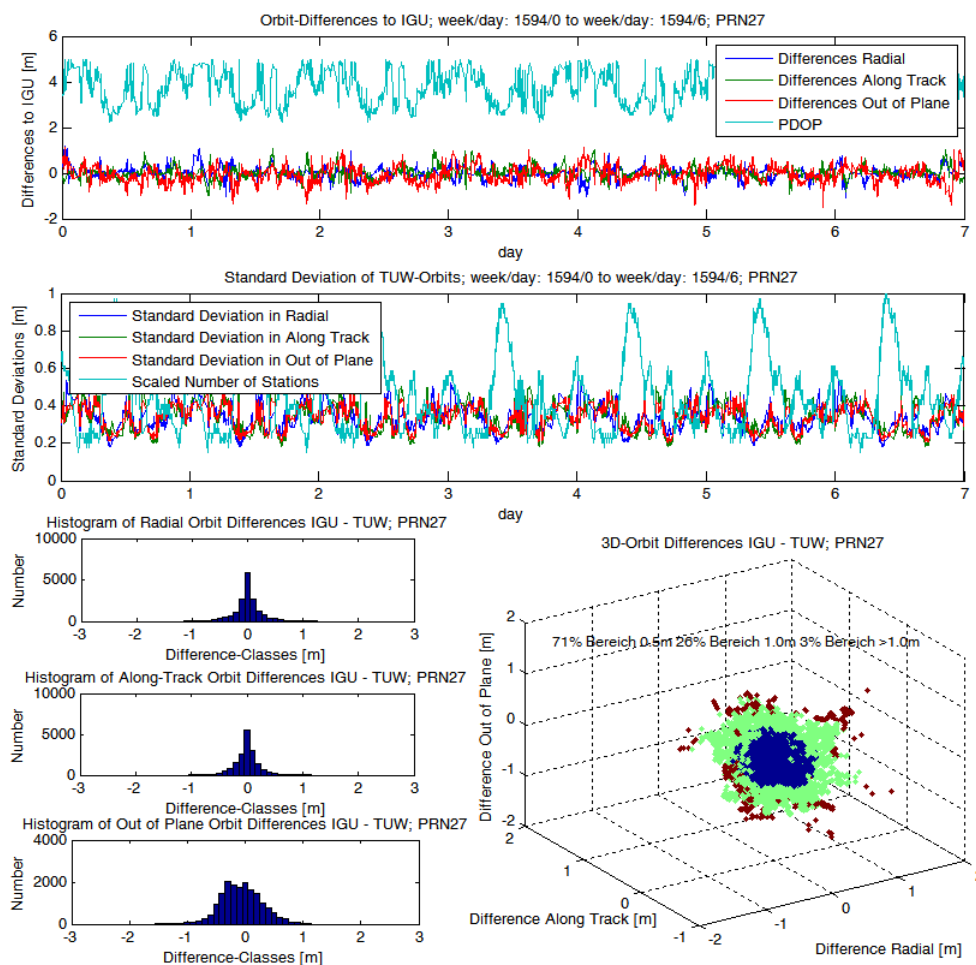 Orbit-Differences to IGU; week/day: 1594/0 to week/day: 1594/6; PRN27
Differences to IGU [m]
6
4
2
0
-2
Differences Radial
Differences Along Track
Differences Out of Plane
PDOP
0 1 2 3 4 5 6 7
day
Standard Deviation of TUW-Orbits; week/day: 1594/0 to week/day: 1594/6; PRN27
Standard Deviations [m]
1
0.8
0.6
0.4
0.2
0
Standard Deviation in Radial
Standard Deviation in Along Track
Standard Deviation in Out of Plane
Scaled Number of Stations
0 1 2 3 4 5 6 7
day
Histogram of Radial Orbit Differences IGU - TUW; PRN27
Number
10000
5000
0
-3 -2 -1 0 1 2 3
Difference-Classes [m]
Histogram of Along-Track Orbit Differences IGU - TUW; PRN27
Number
10000
5000
0
-3 -2 -1 0 1 2 3
Difference-Classes [m]
Histogram of Out of Plane Orbit Differences IGU - TUW; PRN27
Number
4000
2000
0
-3 -2 -1 0 1 2 3
Difference-Classes [m]
3D-Orbit Differences IGU - TUW; PRN27
71% Bereich 0.5m 26% Bereich 1.0m 3% Bereich >1.0m
Difference Out of Plane [m]
2
1
0
-1
-2
2
1
0
-1
Difference Along Track [m]
-2
-1
0
1
Difference Radial [m]